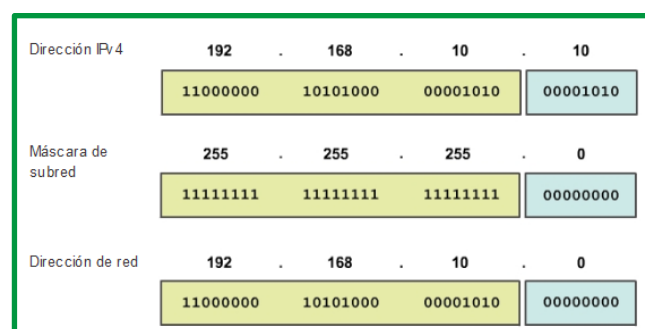 Dirección IPv4 192 . 168 . 10 . 10
11000000 10101000 00001010 00001010
Máscara de
subred
255 . 255 . 255 . 0
11111111 11111111 11111111 00000000
Dirección de red 192 . 168 . 10 . 0
11000000 10101000 00001010 00000000